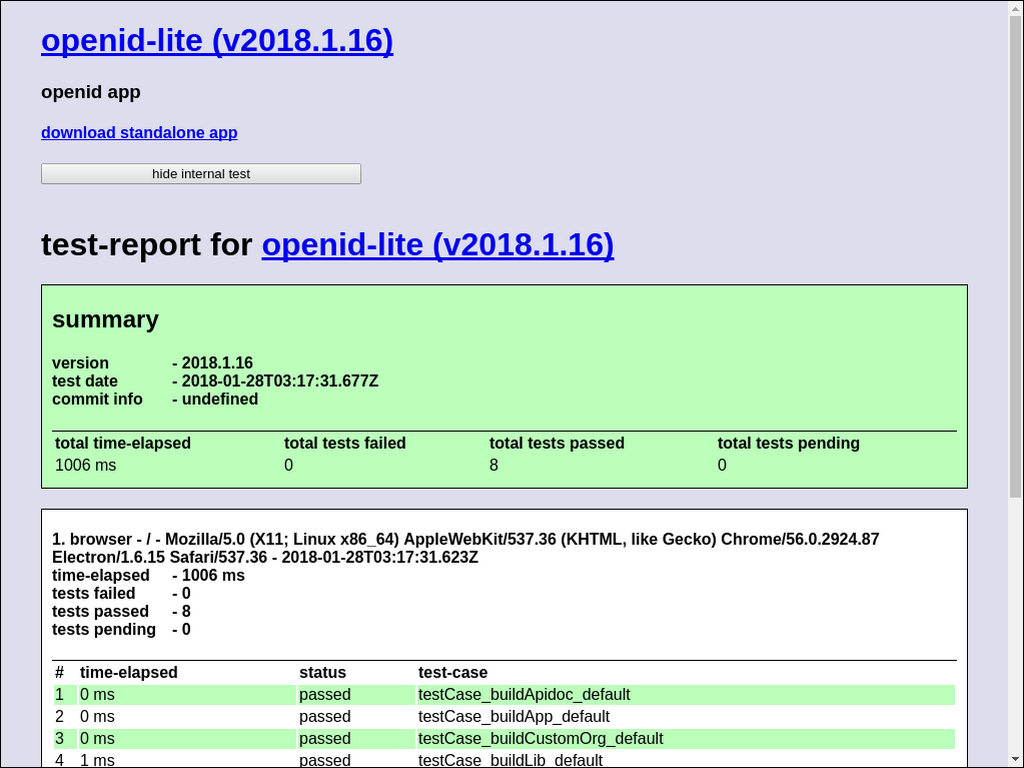 openid-lite (v2018.1.16)
openid app
download standalone app
hide internal test
test-report for openid-lite (v2018.1.16)
summary
version - 2018.1.16
test date - 2018-01-28T03:17:31.677Z
commit info - undefined
total time-elapsed total tests failed total tests passed total tests pending
1006 ms 0 8 0
1. browser - / - Mozilla/5.0 (X11; Linux x86_64) AppleWebKit/537.36 (KHTML, like Gecko) Chrome/56.0.2924.87
Electron/1.6.15 Safari/537.36 - 2018-01-28T03:17:31.623Z
time-elapsed - 1006 ms
tests failed - 0
tests passed - 8
tests pending - 0
# time-elapsed status test-case
1 0 ms passed testCase_buildApidoc_default
2 0 ms passed testCase_buildApp_default
3 0 ms passed testCase_buildCustomOrg_default
4 1 ms passed testCase_buildLib_default